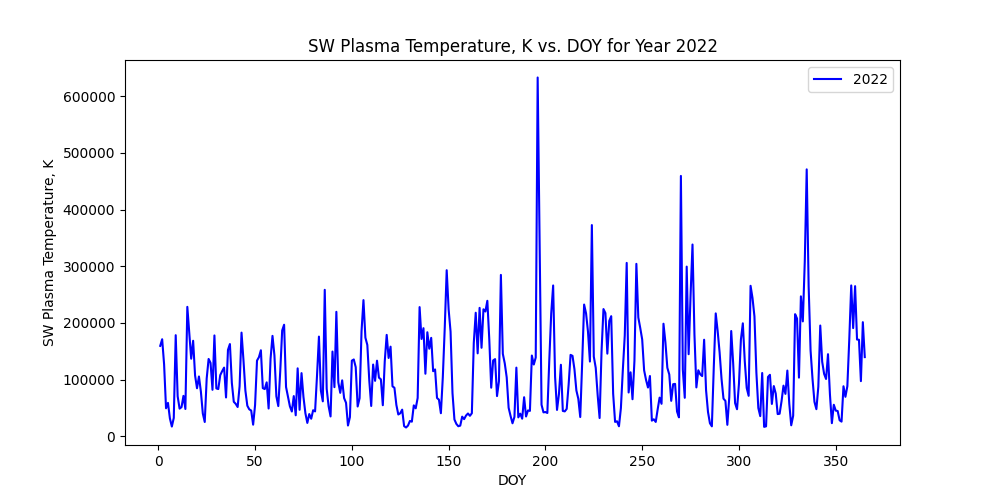 SW Plasma Temperature, K vs. DOY for Year 2022
2022
600000
500000
400000
300000
200000
100000
0
SW Plasma Temperature, K
0 50 100 150 200 250 300 350
DOY